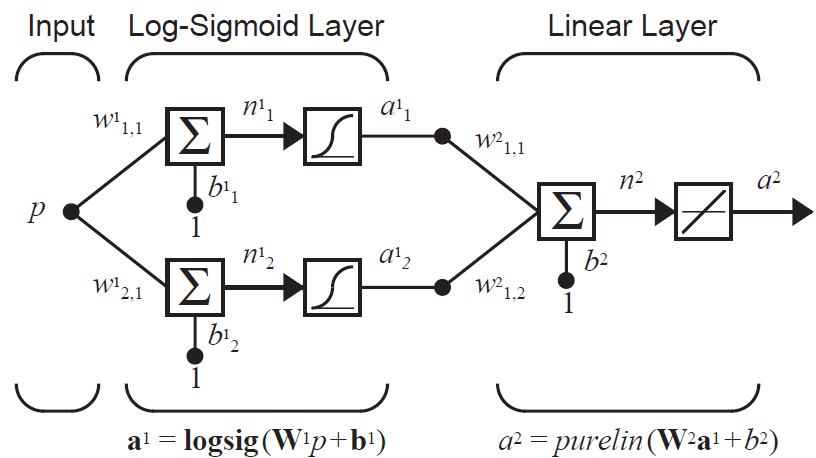 Input Log-Sigmoid Layer Linear Layer
w¹₁,₁ Σ n¹₁ a¹₁ w²₁,₁
b¹₁
1
p Σ n² a²
b²
1
w¹₂,₁ Σ n¹₂ a¹₂ w²₁,₂
b¹₂
1
a¹ = logsig (W¹p+b¹) a² = purelin (W²a¹+b²)